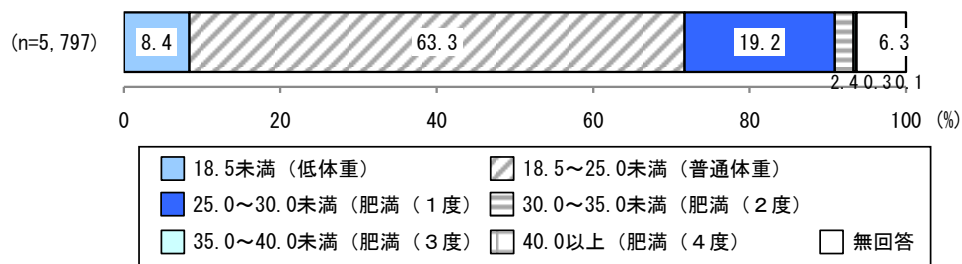 (n=5,797) 8.4 63.3 19.2 6.3
2.4 0.3 0.1
0 20 40 60 80 100 (%)
18.5未満（低体重） 18.5～25.0未満（普通体重）
25.0～30.0未満（肥満（１度） 30.0～35.0未満（肥満（２度）
35.0～40.0未満（肥満（３度） 40.0以上（肥満（４度） 無回答